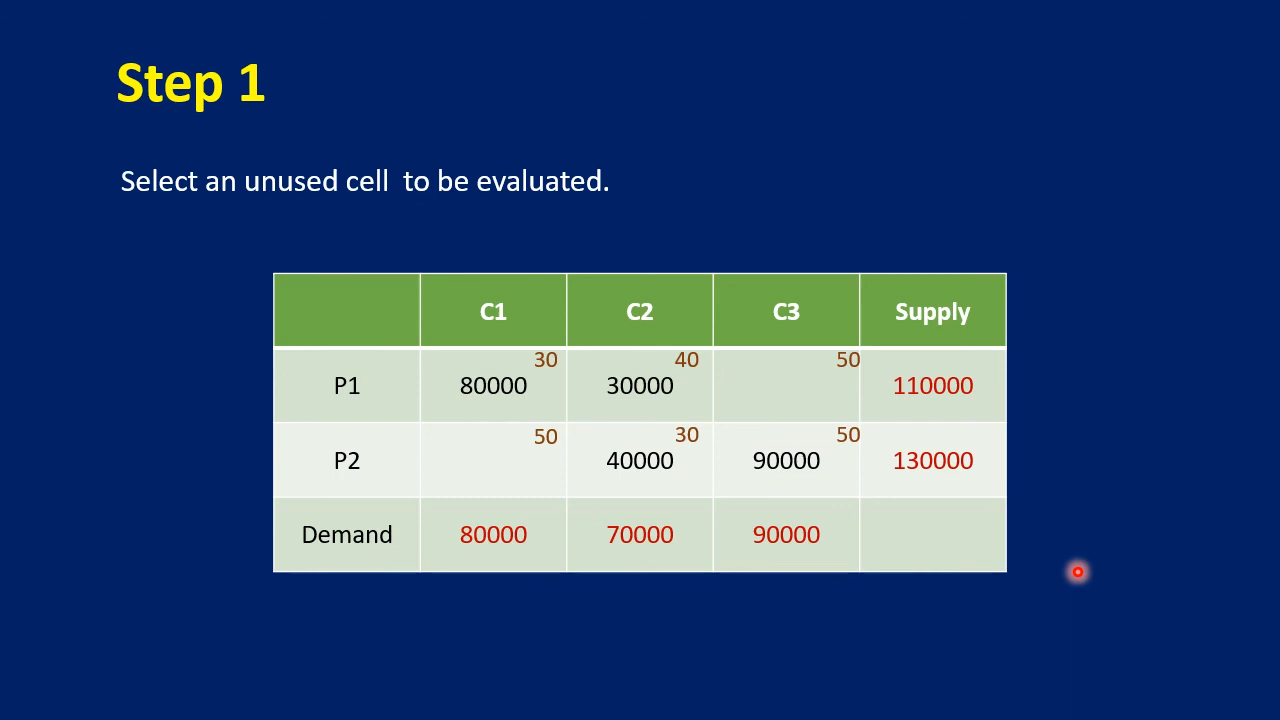 Step 1
Select an unused cell to be evaluated.
C1 C2 C3 Supply
30 40 50
P1 80000 30000 110000
50 30 50
P2 40000 90000 130000
Demand 80000 70000 90000